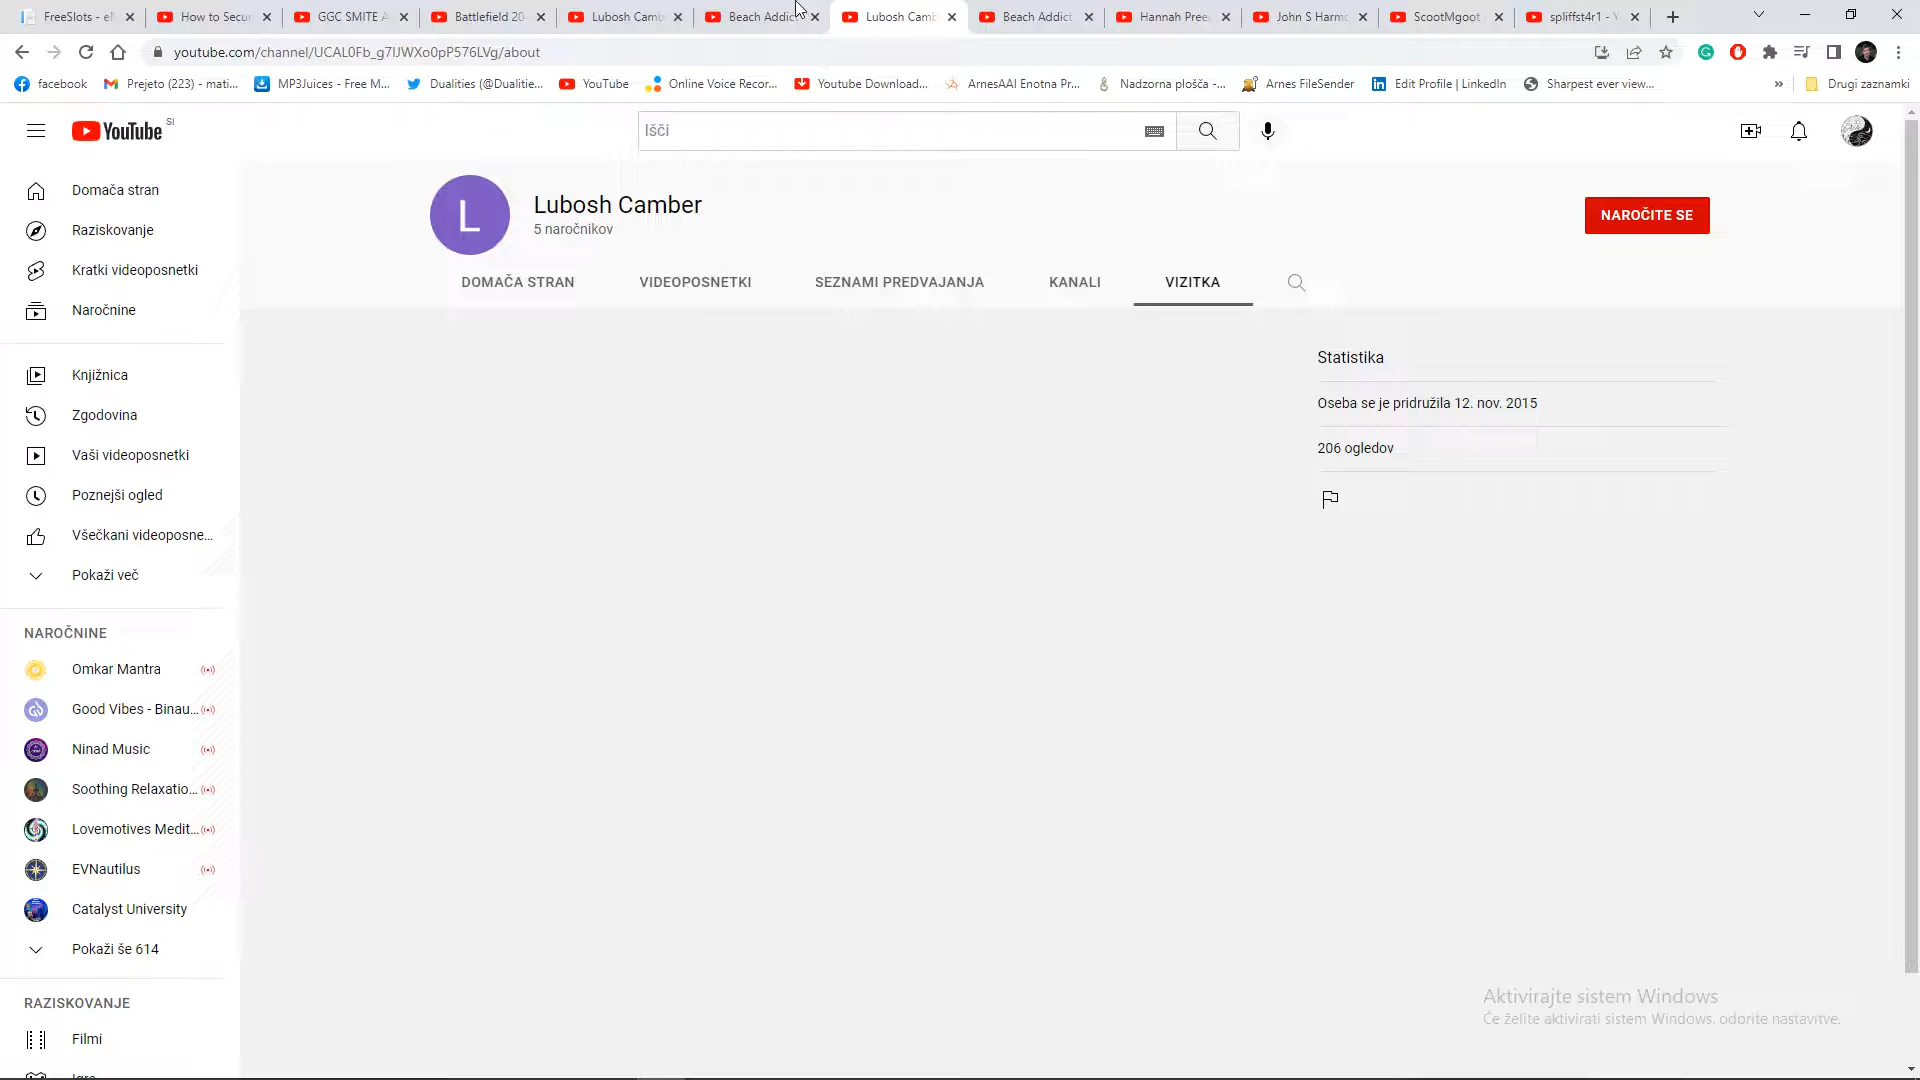 FreeSlots - e
How to Secu
GGC SMITE
Battlefield 20
Lubosh Camb
Beach Addic
Lubosh Camb
Beach Addict
Hannah Pree
John S Harmo
ScootMgoot
spliffst4r1 - Y
youtube.com/channel/UCAL0Fb_g7IJWXo0pP576LVg/about
facebook
Prejeto (223) - mati...
MP3Juices - Free M...
Dualities (@Dualitie...
YouTube
Online Voice Recor...
Youtube Download...
ArnesAAI Enotna Pr...
Nadzorna plošča -...
Arnes FileSender
Edit Profile | LinkedIn
Sharpest ever view...
»
Drugi zaznamki
YouTube SI
Išči
Domača stran
Raziskovanje
Kratki videoposnetki
Naročnine
Knjižnica
Zgodovina
Vaši videoposnetki
Poznejši ogled
Všečkani videoposne...
Pokaži več
NAROČNINE
Omkar Mantra
Good Vibes - Binau...
Ninad Music
Soothing Relaxatio...
Lovemotives Medit...
EVNautilus
Catalyst University
Pokaži še 614
RAZISKOVANJE
Filmi
L
Lubosh Camber
5 naročnikov
NAROČITE SE
DOMAČA STRAN
VIDEOPOSNETKI
SEZNAMI PREDVAJANJA
KANALI
VIZITKA
Statistika
Oseba se je pridružila 12. nov. 2015
206 ogledov
Aktivirajte sistem Windows
Če želite aktivirati sistem Windows, odprite nastavitve.